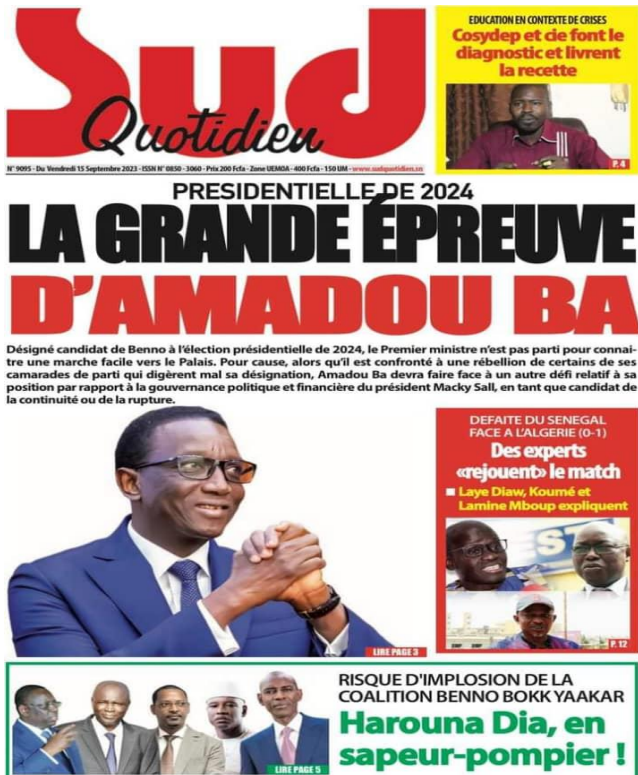 Sud
Quotidien
N° 9095 - Du Vendredi 15 Septembre 2023 - ISSN N° 0850 - 3060 - Prix 200 Fcfa - Zone UEMOA - 400 Fcfa - 150 UM - www.sudquotidien.sn
EDUCATION EN CONTEXTE DE CRISES
Cosydep et cie font le
diagnostic et livrent
la recette
P. 4
PRESIDENTIELLE DE 2024
LA GRANDE ÉPREUVE
D'AMADOU BA
Désigné candidat de Benno à l'élection présidentielle de 2024, le Premier ministre n'est pas parti pour connai-
tre une marche facile vers le Palais. Pour cause, alors qu'il est confronté à une rébellion de certains de ses
camarades de parti qui digèrent mal sa désignation, Amadou Ba devra faire face à un autre défi relatif à sa
position par rapport à la gouvernance politique et financière du président Macky Sall, en tant que candidat de
la continuité ou de la rupture.
LIRE PAGE 3
DEFAITE DU SENEGAL
FACE A L'ALGERIE (0-1)
Des experts
«rejouent» le match
Laye Diaw, Koumé et
Lamine Mboup expliquent
P. 12
LIRE PAGE 5
RISQUE D'IMPLOSION DE LA
COALITION BENNO BOKK YAAKAR
Harouna Dia, en
sapeur-pompier !